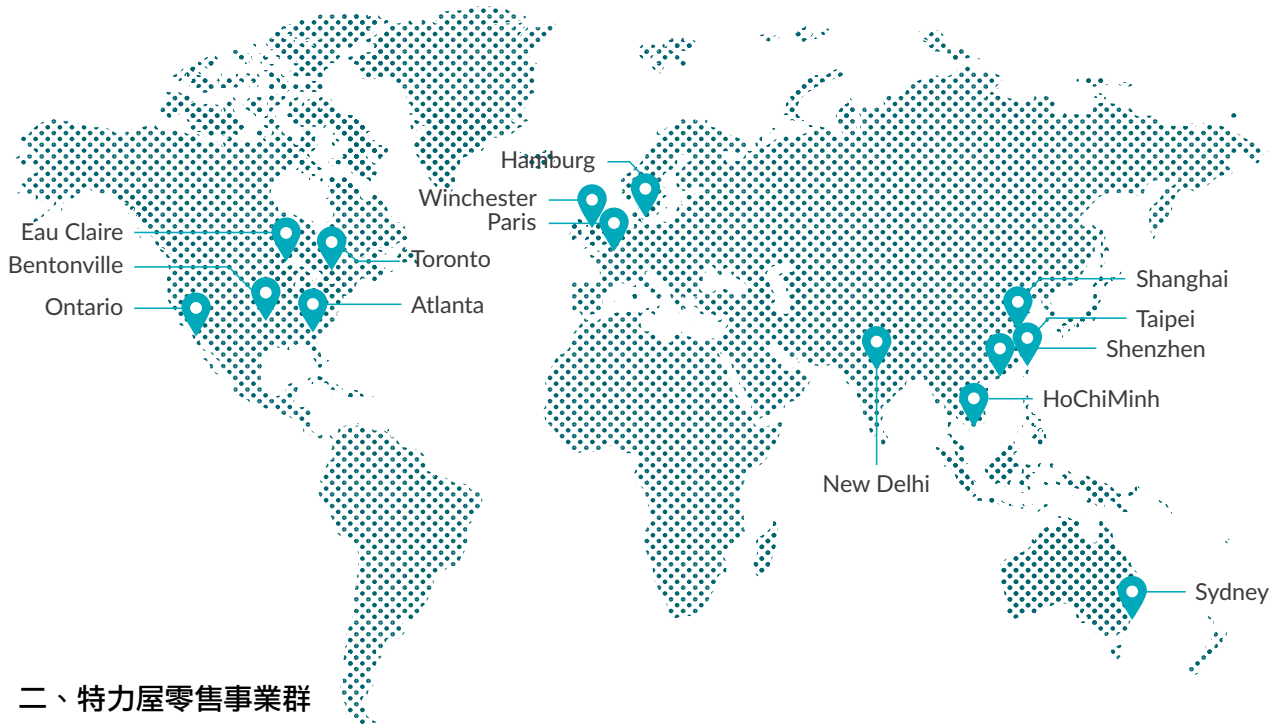 Hamburg
Winchester
Paris
Eau Claire
Bentonville
Ontario
Toronto
Atlanta
Shanghai
Taipei
Shenzhen
HoChiMinh
New Delhi
Sydney
二、特力屋零售事業群